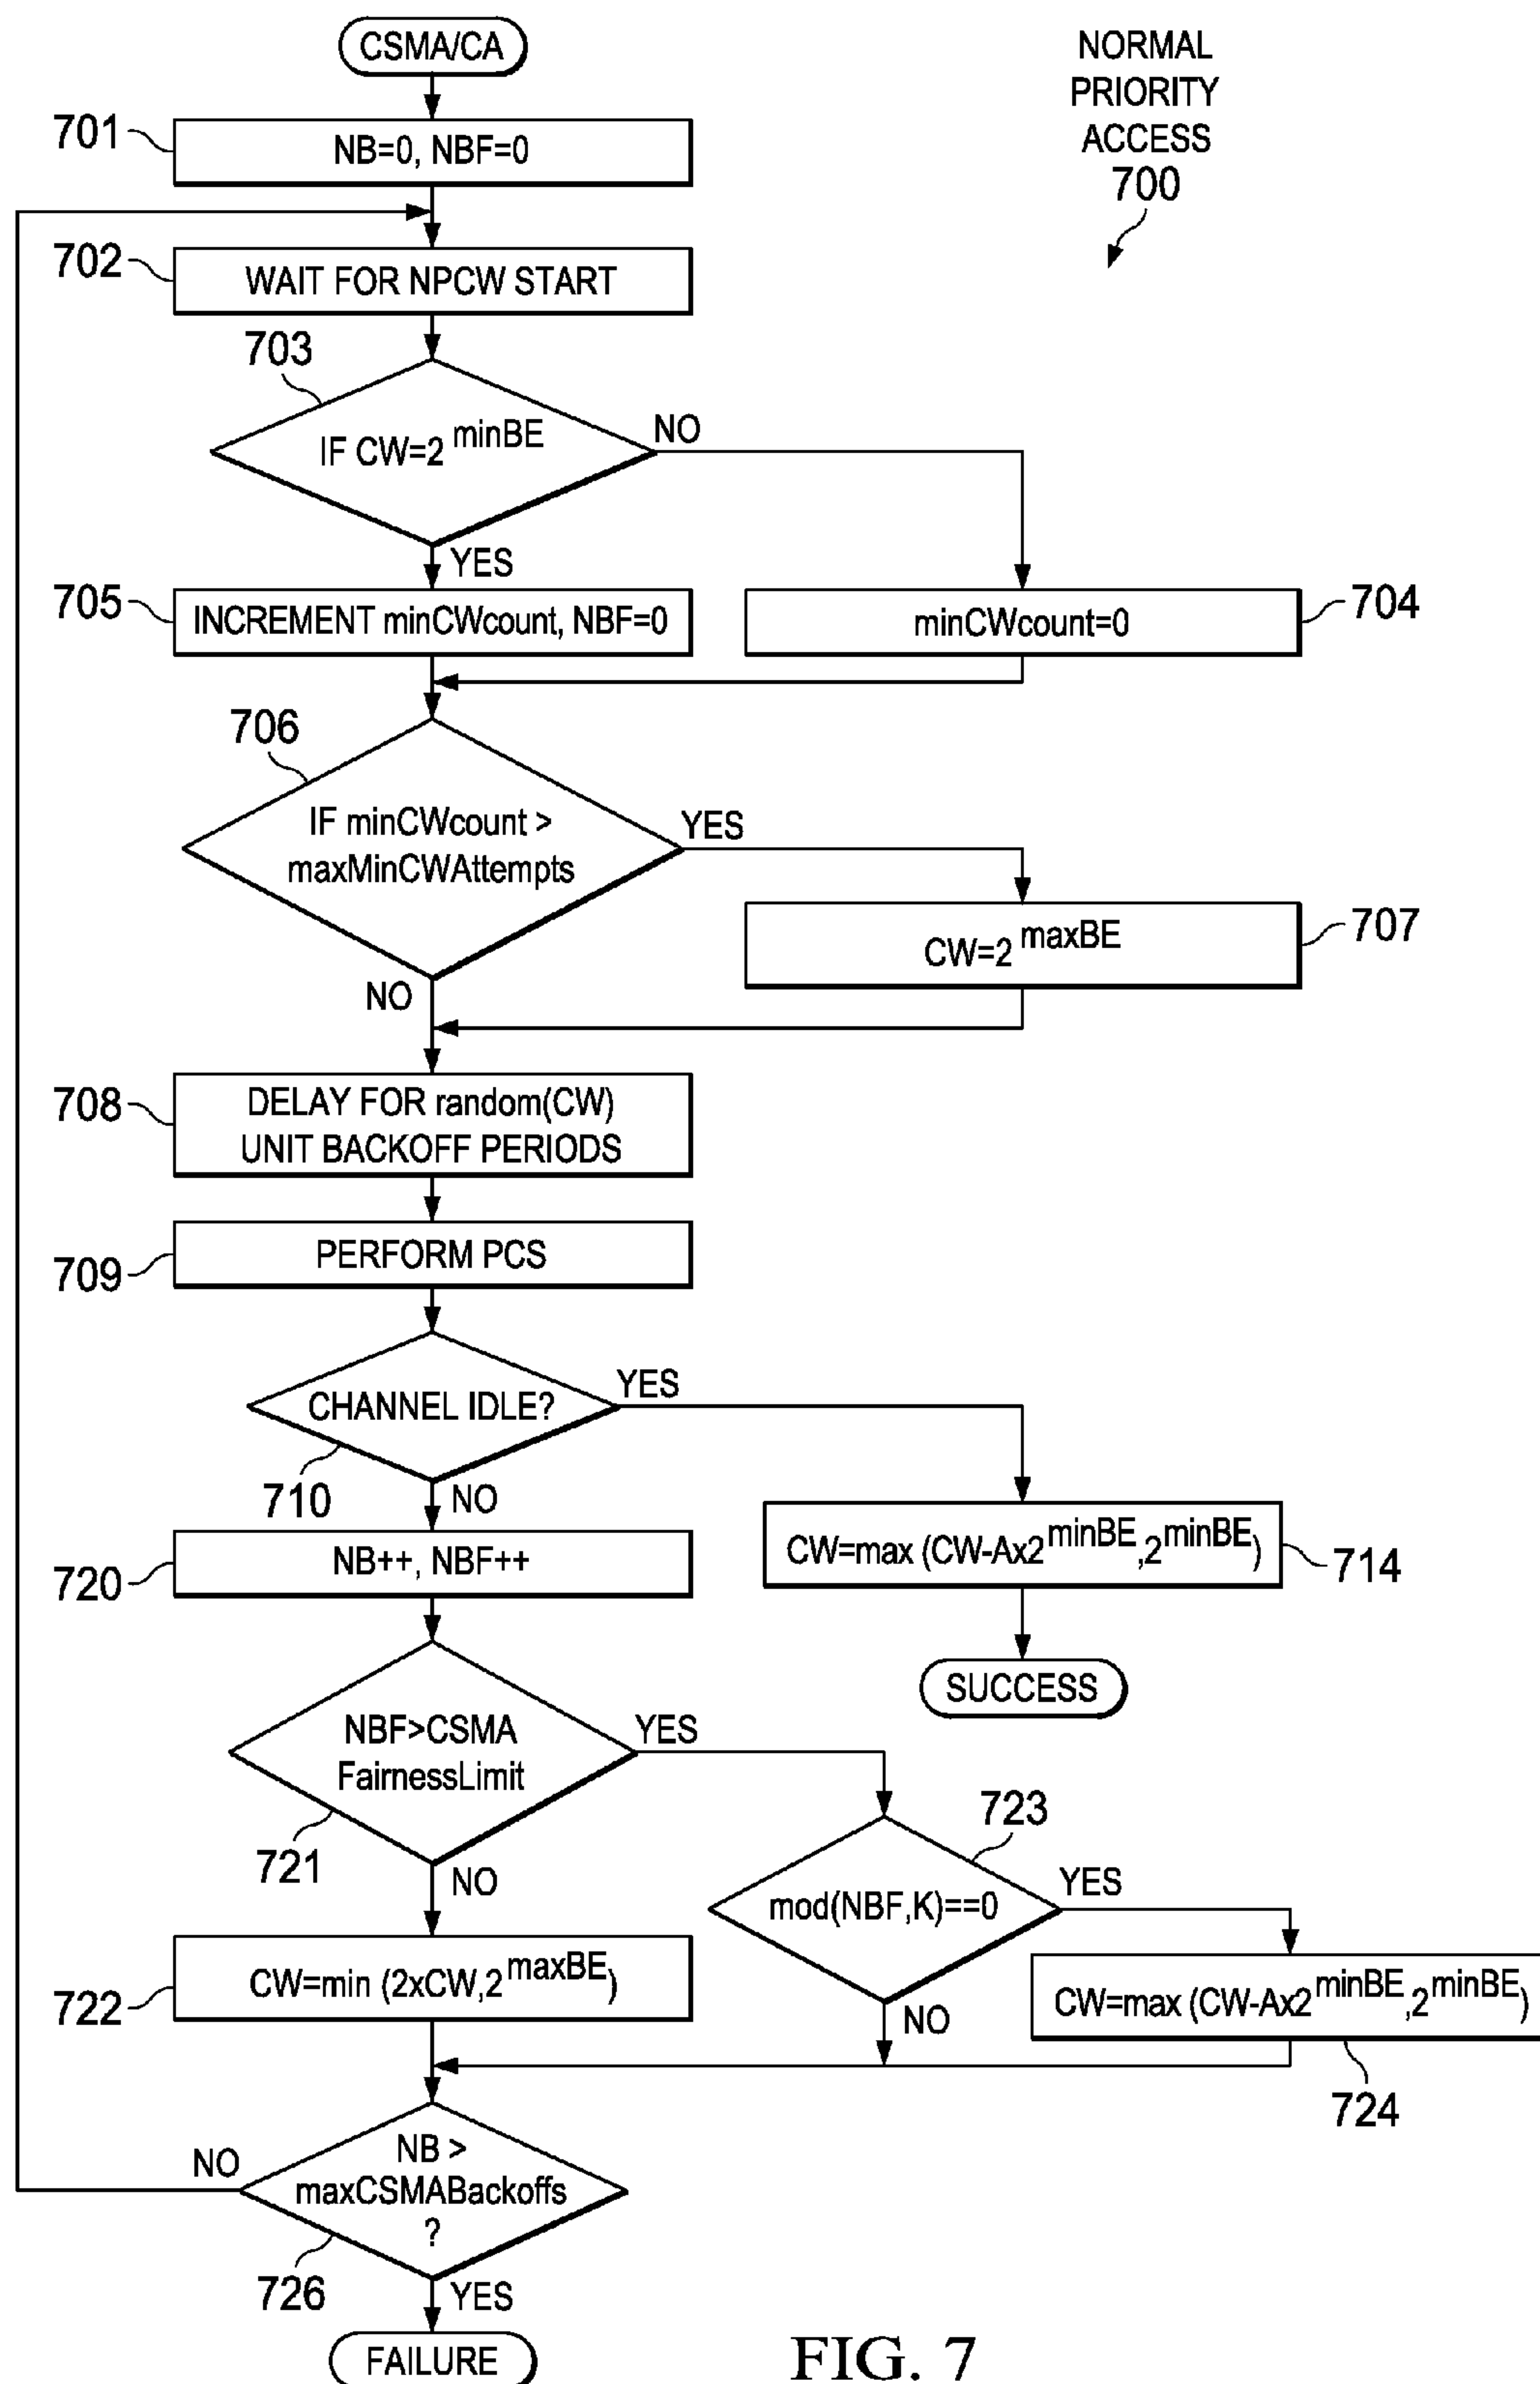 CSMA/CA
NORMAL
PRIORITY
ACCESS
700
701
NB=0, NBF=0
702
WAIT FOR NPCW START
703
IF CW=2 minBE
NO
YES
705
INCREMENT minCWcount, NBF=0
minCWcount=0
704
706
IF minCWcount >
maxMinCWAttempts
YES
CW=2 maxBE
707
NO
708
DELAY FOR random(CW)
UNIT BACKOFF PERIODS
709
PERFORM PCS
CHANNEL IDLE?
YES
710
NO
720
NB++, NBF++
CW=max (CW-Ax2 minBE,2 minBE)
714
SUCCESS
NBF>CSMA
FairnessLimit
YES
721
NO
723
mod(NBF,K)==0
YES
NO
722
CW=min (2xCW,2 maxBE)
CW=max (CW-Ax2 minBE,2 minBE)
724
NB >
maxCSMABackoffs
?
NO
726
YES
FAILURE
FIG. 7